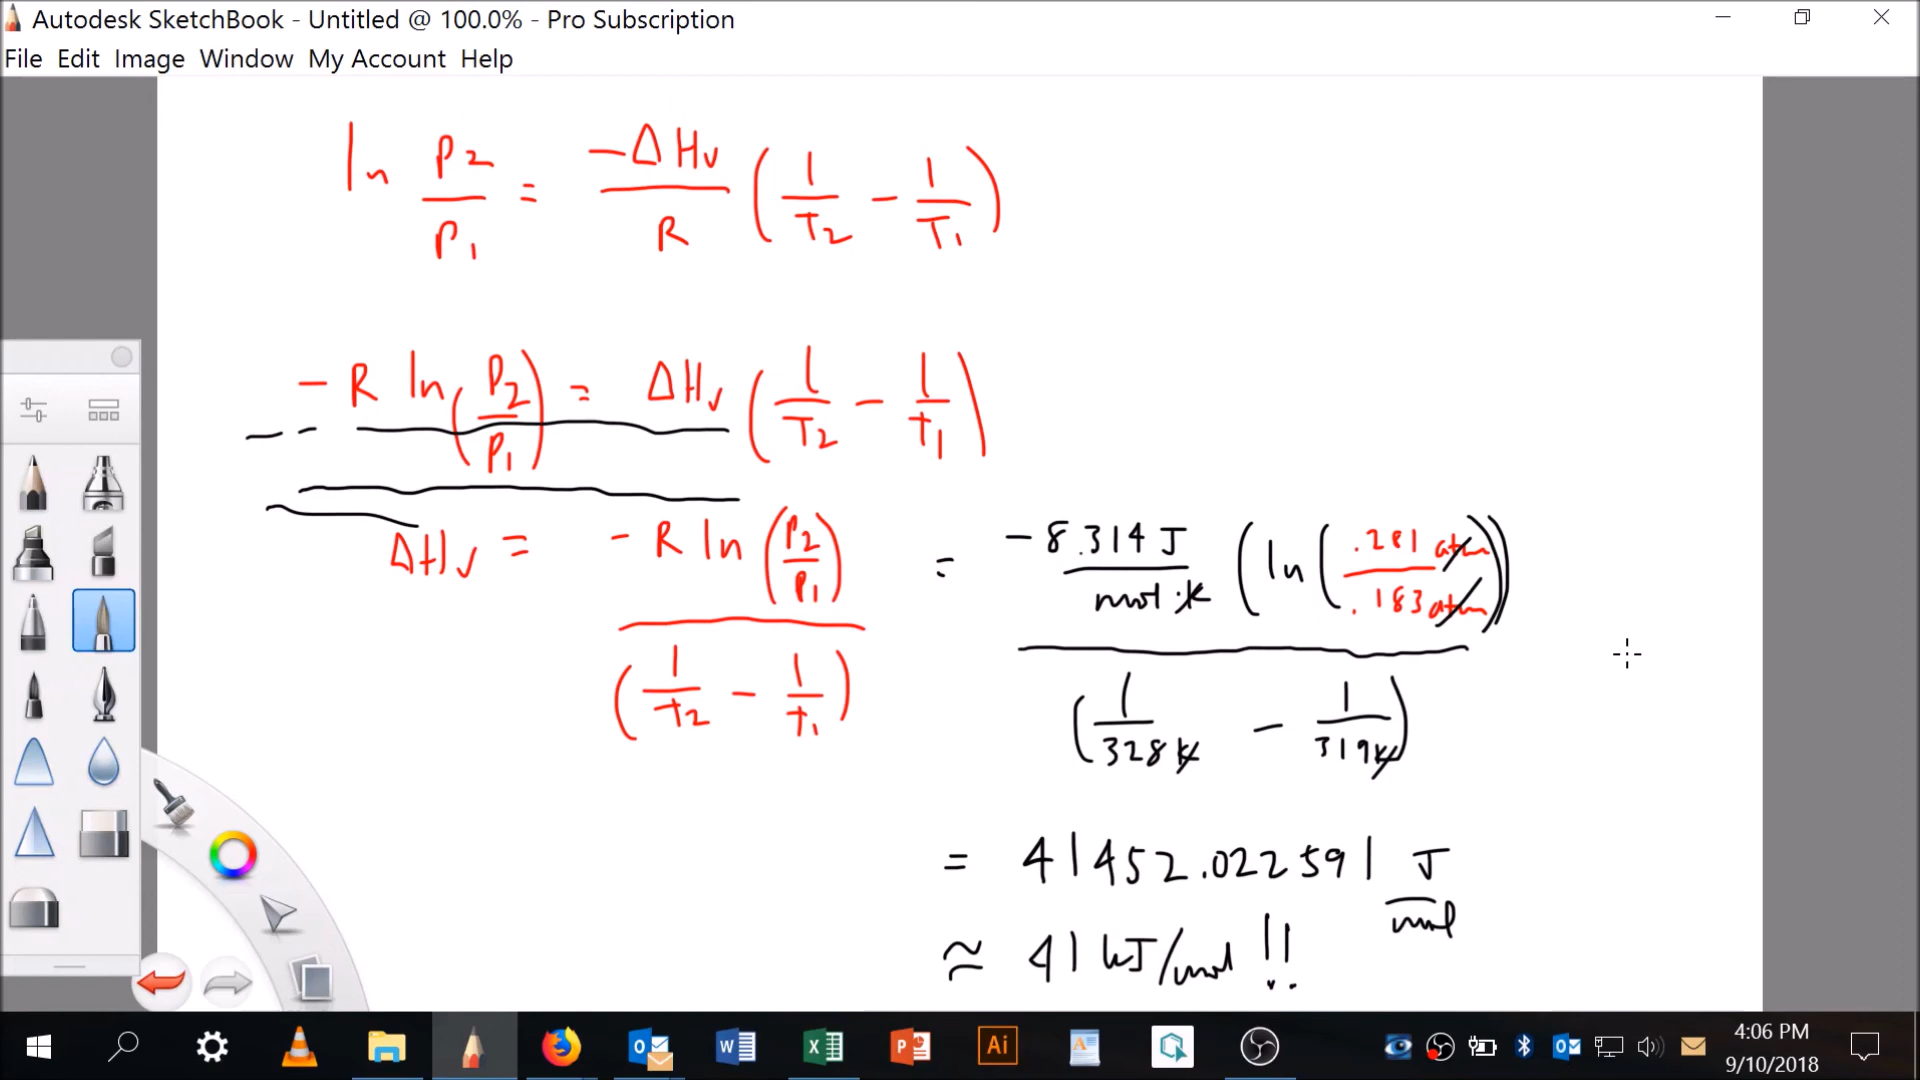 Autodesk SketchBook - Untitled @ 100.0% - Pro Subscription
File Edit Image Window My Account Help
ln P2/P1 = -ΔHv/R (1/T2 - 1/T1)
- R ln (P2/P1) = ΔHv (1/T2 - 1/T1)
ΔHv = - R ln (P2/P1) / (1/T2 - 1/T1) = -8.314 J/mol·K (ln (.281 atm/.183 atm)) / (1/328K - 1/319K)
= 41452.022591 J/mol
≈ 41 kJ/mol !!
4:06 PM
9/10/2018
Ai